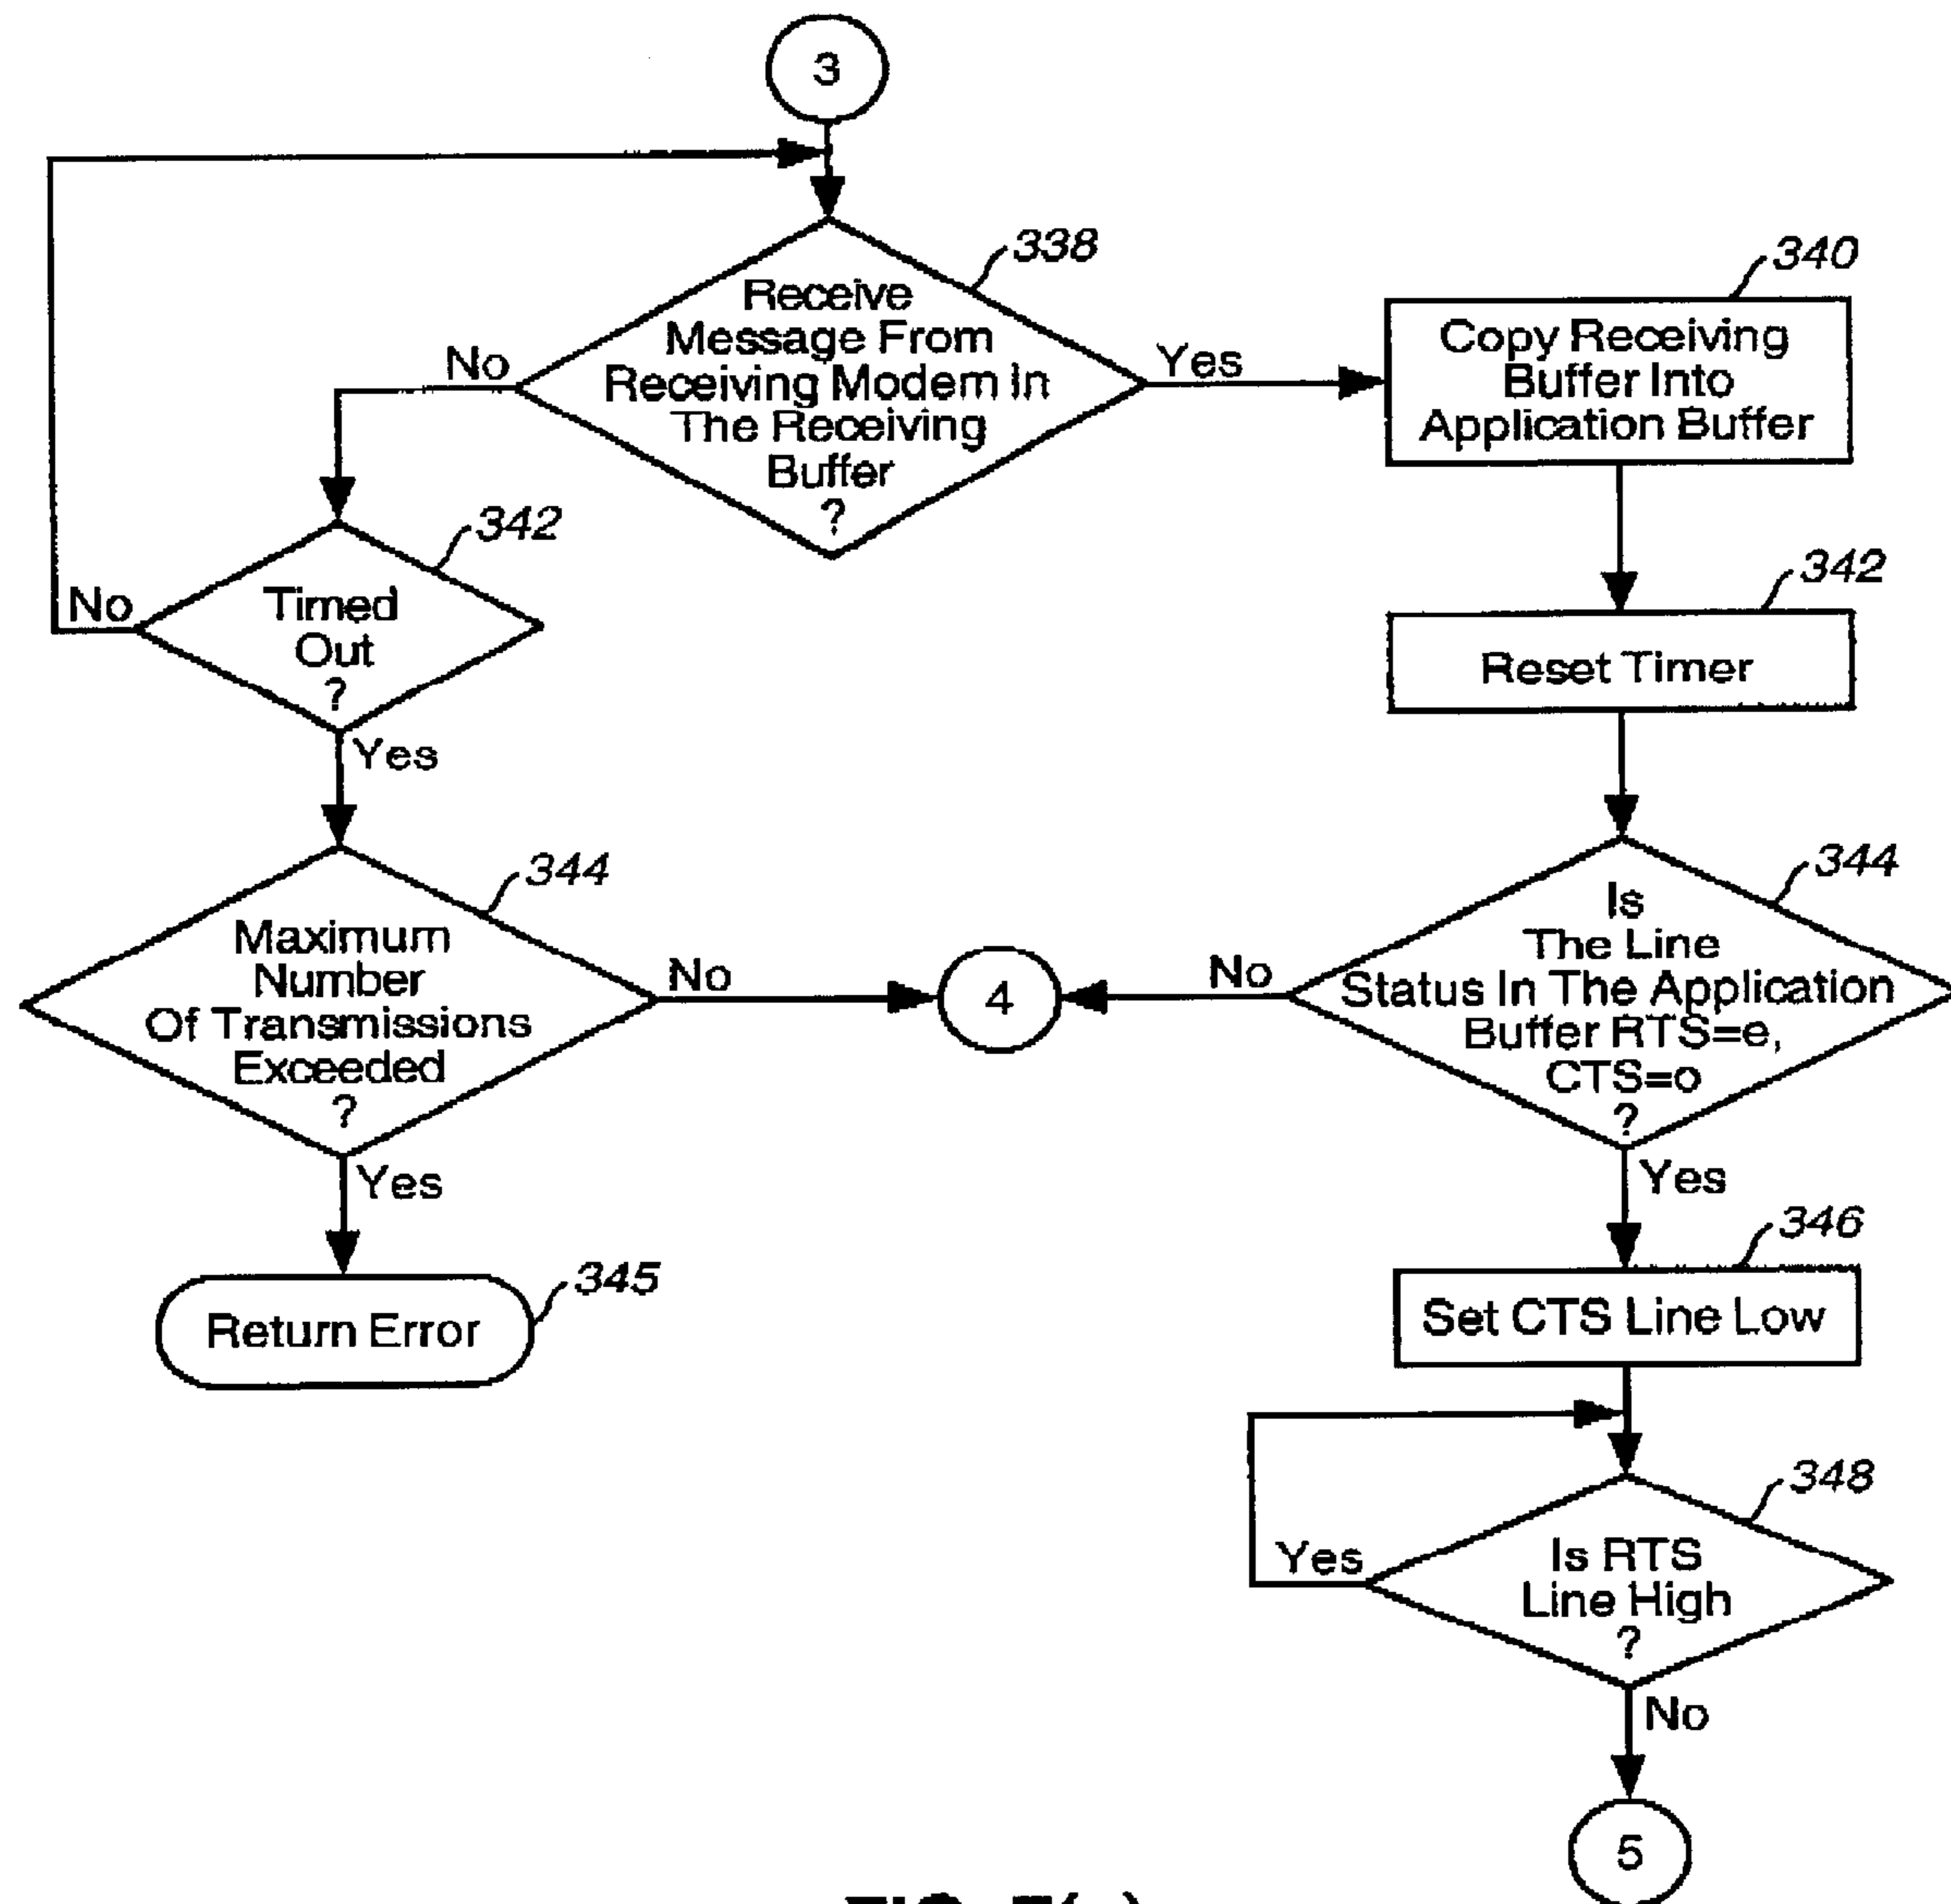 3
338
Receive
Message From
Receiving Modem In
The Receiving
Buffer
?
No
Yes
340
Copy Receiving
Buffer Into
Application Buffer
342
Timed
Out
?
No
Yes
342
Reset Timer
344
Maximum
Number
Of Transmissions
Exceeded
?
No
Yes
4
344
Is
The Line
Status In The Application
Buffer RTS=e,
CTS=o
?
No
Yes
345
Return Error
346
Set CTS Line Low
348
Is RTS
Line High
?
Yes
No
5